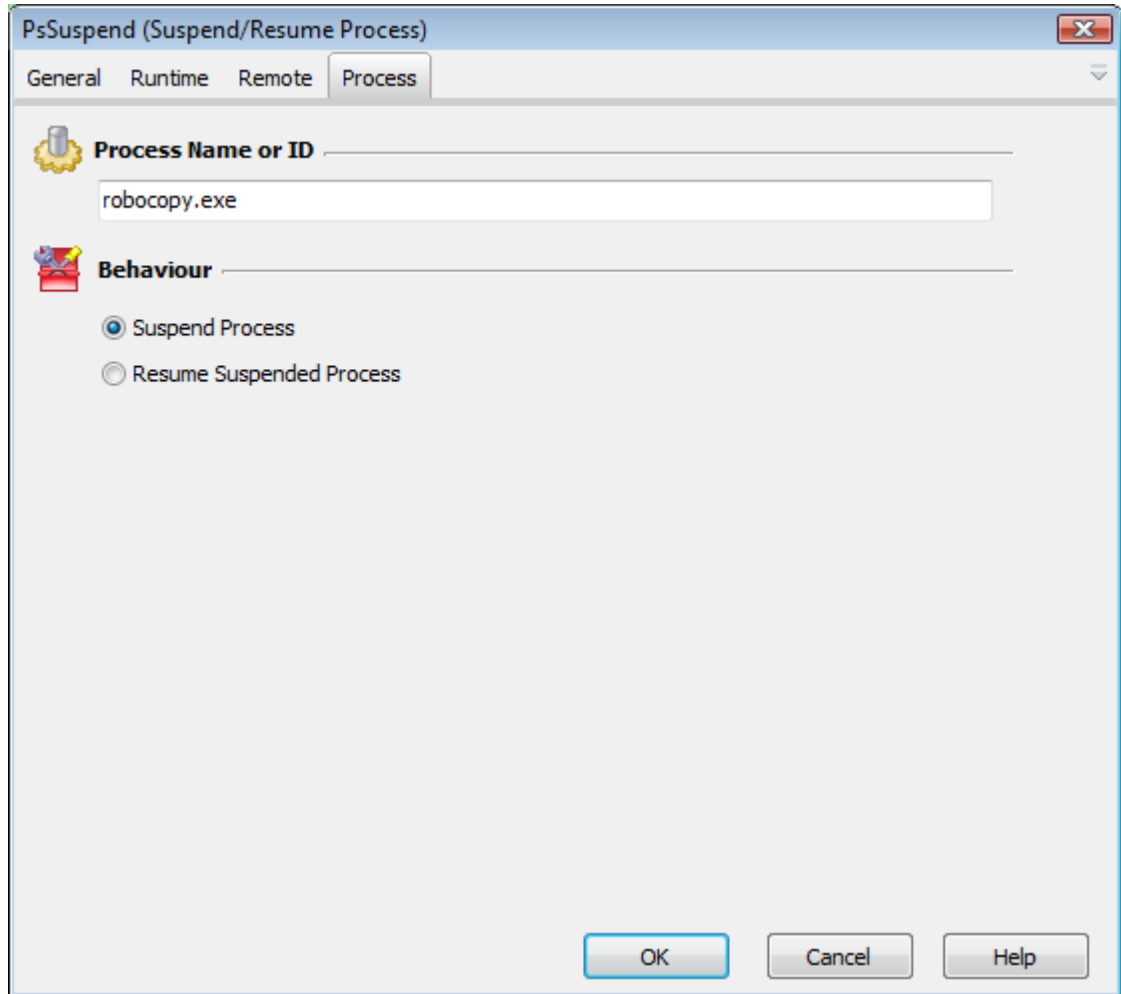 PsSuspend (Suspend/Resume Process)
General Runtime Remote Process
Process Name or ID
robocopy.exe
Behaviour
Suspend Process
Resume Suspended Process
OK Cancel Help